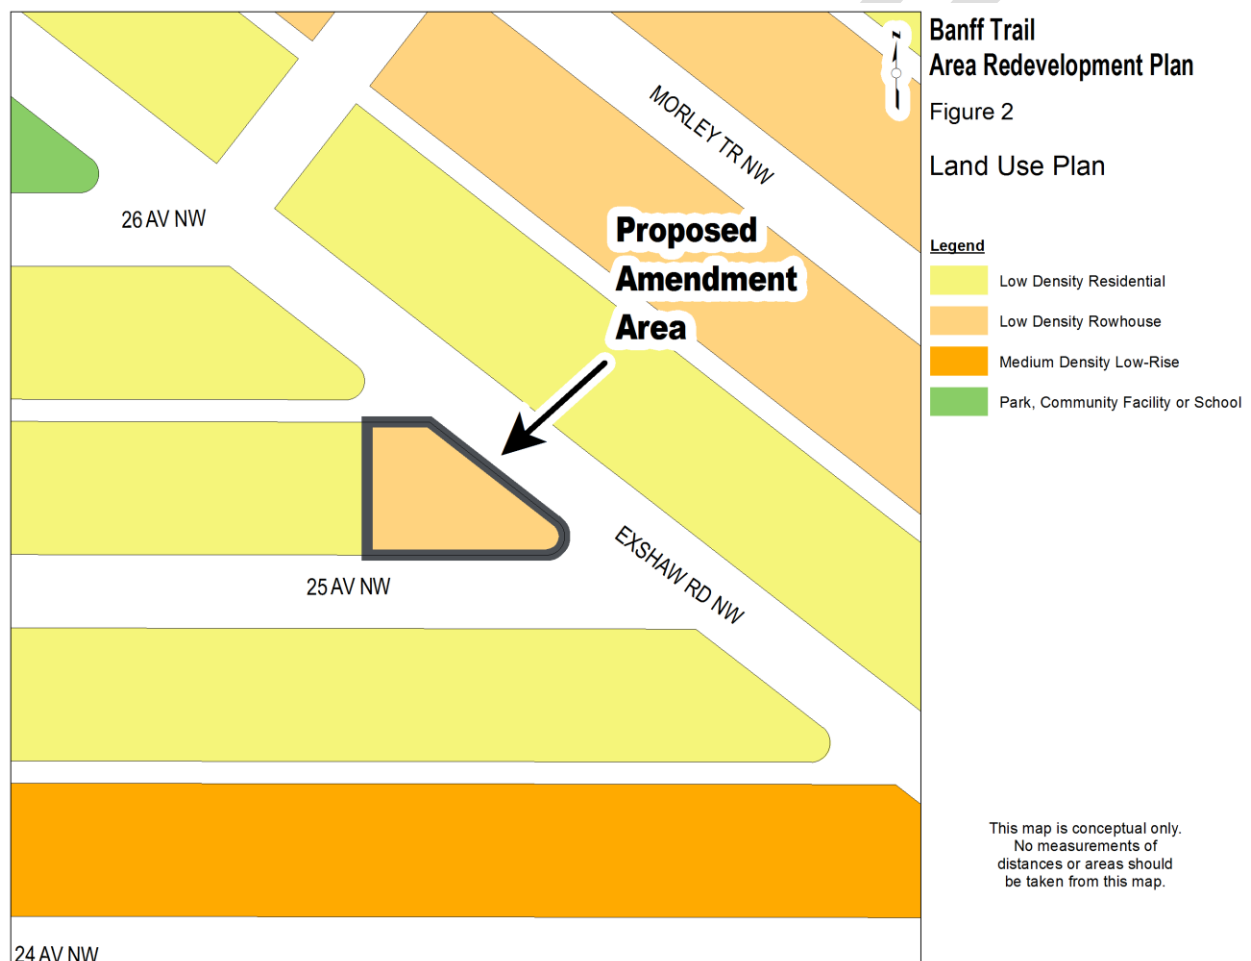 Banff Trail
Area Redevelopment Plan
Figure 2
Land Use Plan
Legend
Low Density Residential
Low Density Rowhouse
Medium Density Low-Rise
Park, Community Facility or School
N
MORLEY TR NW
26 AV NW
Proposed
Amendment
Area
EXSHAW RD NW
25 AV NW
24 AV NW
This map is conceptual only.
No measurements of
distances or areas should
be taken from this map.